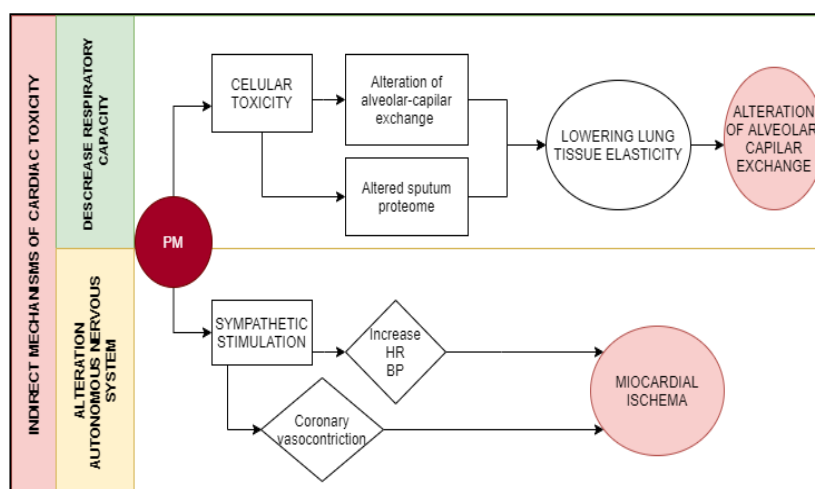 INDIRECT MECHANISMS OF CARDIAC TOXICITY
DESCREASE RESPIRATORY
CAPACITY
CELULAR
TOXICITY
Alteration of
alveolar-capilar
exchange
Altered sputum
proteome
LOWERING LUNG
TISSUE ELASTICITY
ALTERATION
OF ALVEOLAR
CAPILAR
EXCHANGE
PM
ALTERATION
AUTONOMOUS NERVOUS
SYSTEM
SYMPATHETIC
STIMULATION
Increase
HR
BP
Coronary
vasocontriction
MIOCARDIAL
ISCHEMA